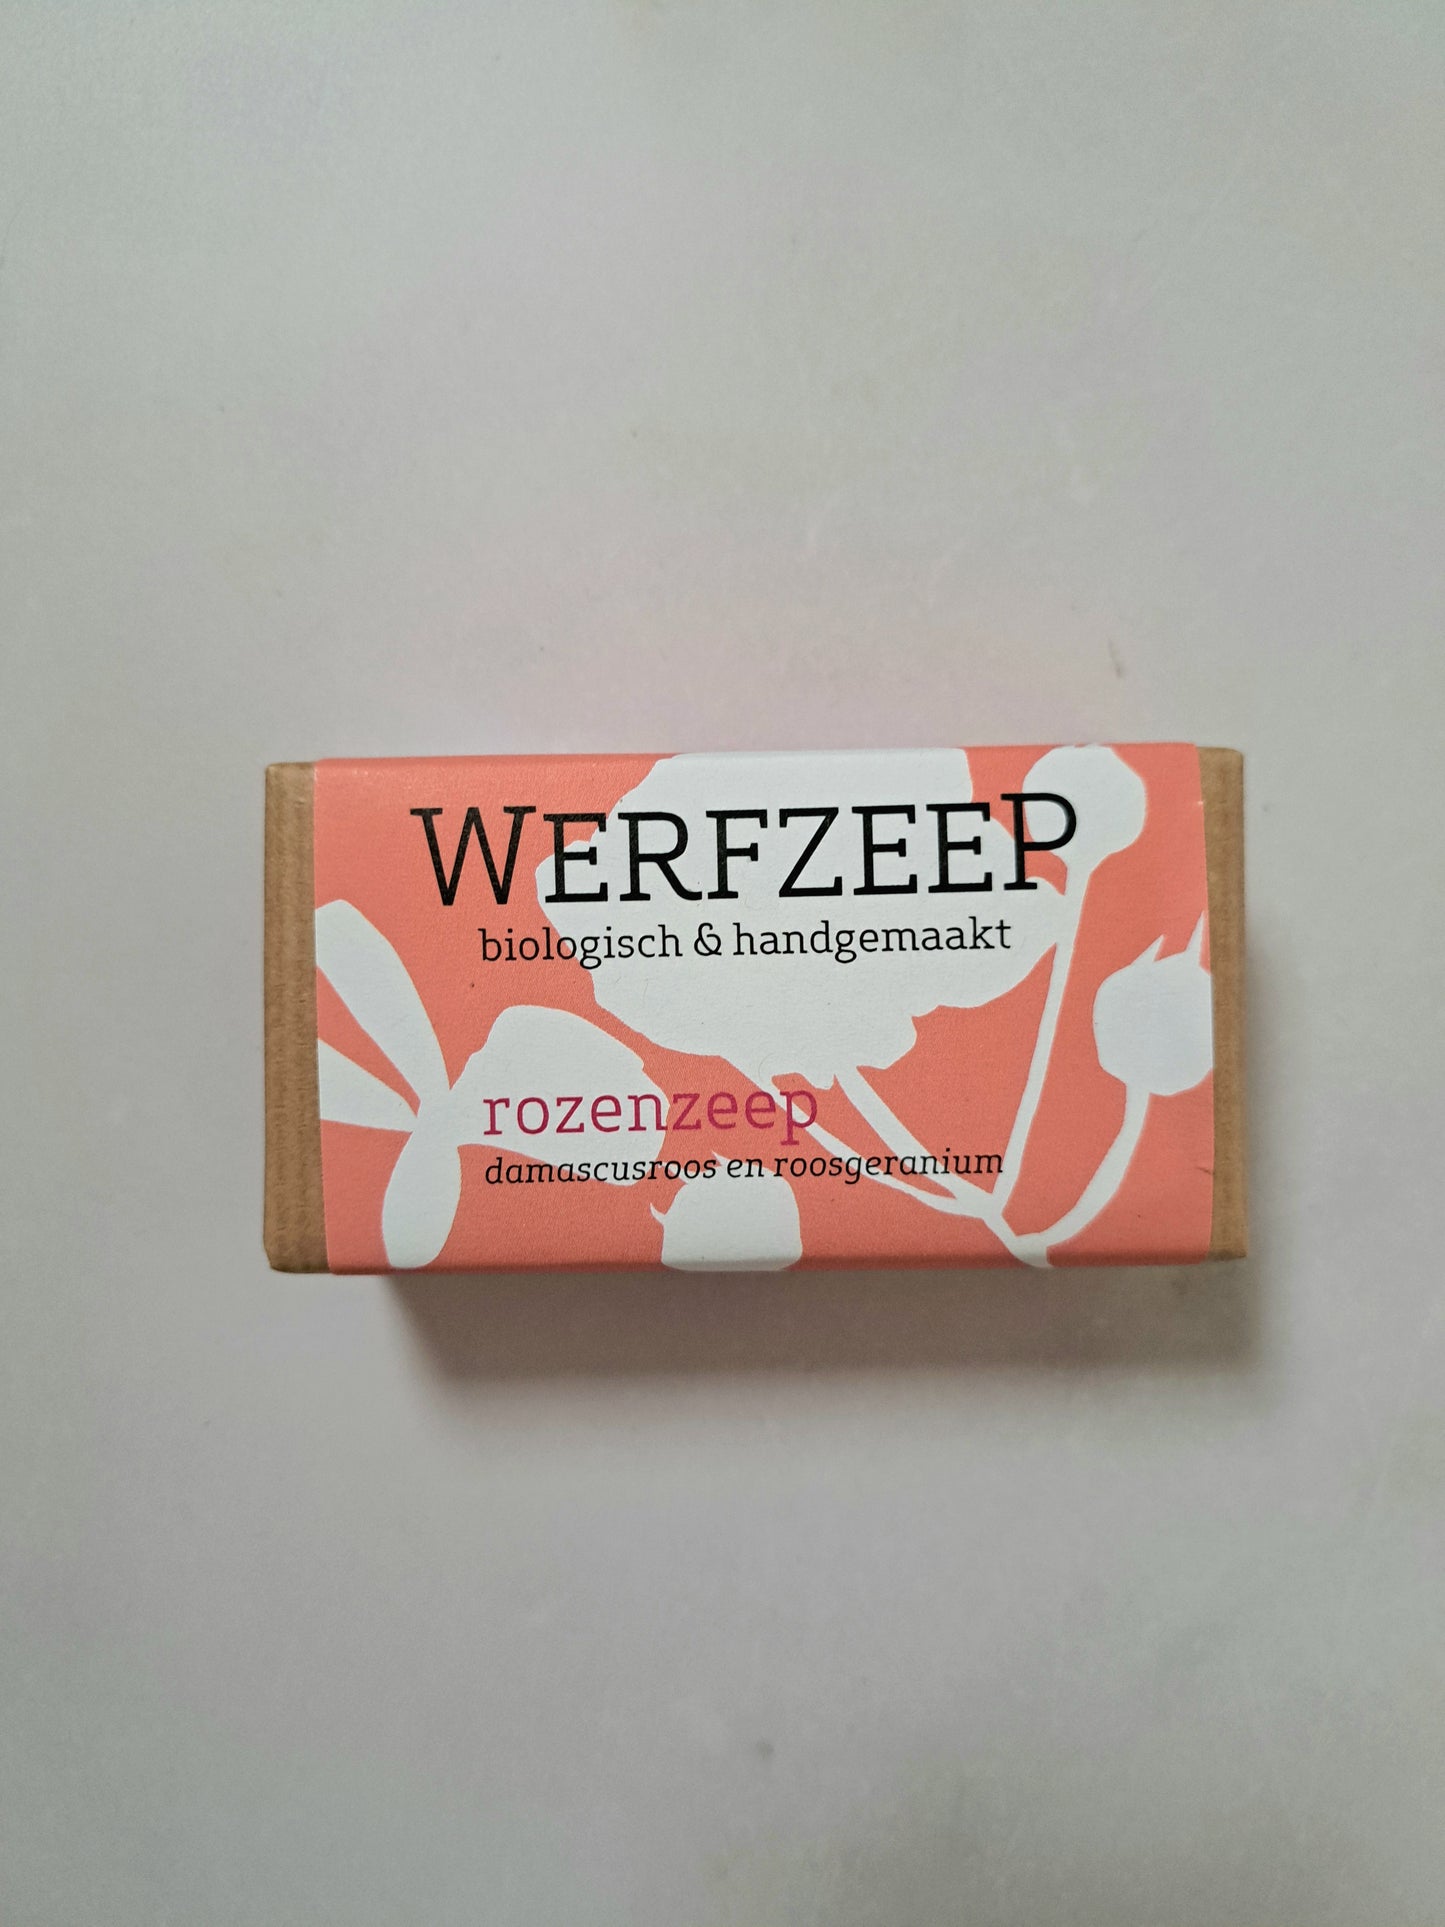 WERFZEEP
biologisch & handgemaakt
rozenzeep
damascusroos en roosgeranium